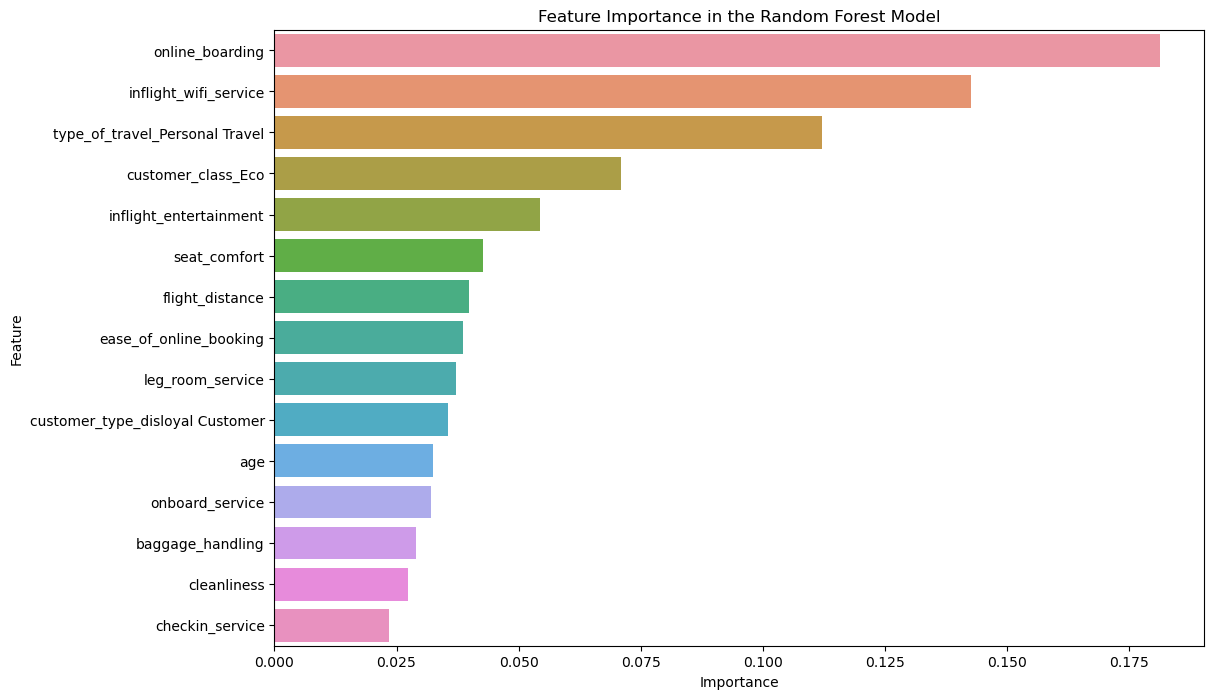 Feature Importance in the Random Forest Model
Feature
online_boarding
inflight_wifi_service
type_of_travel_Personal Travel
customer_class_Eco
inflight_entertainment
seat_comfort
flight_distance
ease_of_online_booking
leg_room_service
customer_type_disloyal Customer
age
onboard_service
baggage_handling
cleanliness
checkin_service
0.000 0.025 0.050 0.075 0.100 0.125 0.150 0.175
Importance